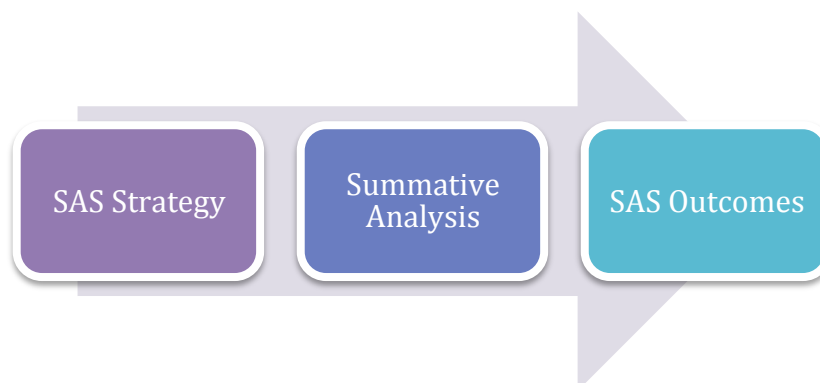 SAS Strategy
Summative
Analysis
SAS Outcomes